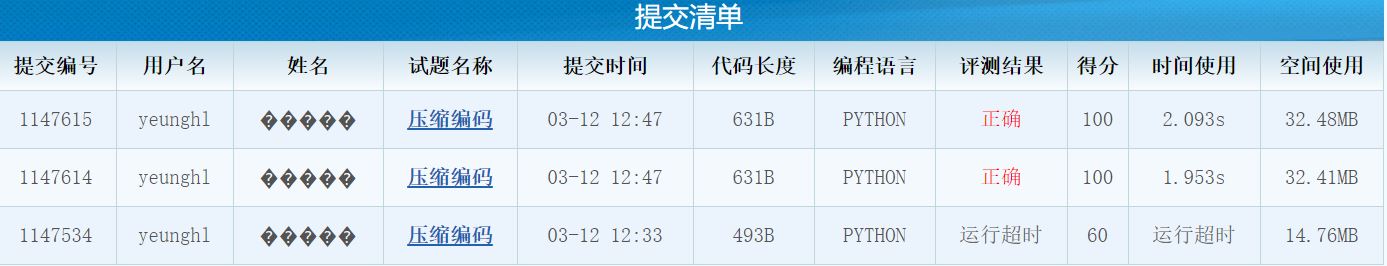 提交清单
提交编号 用户名 姓名 试题名称 提交时间 代码长度 编程语言 评测结果 得分 时间使用 空间使用
1147615 yeunghl ����� 压缩编码 03-12 12:47 631B PYTHON 正确 100 2.093s 32.48MB
1147614 yeunghl ����� 压缩编码 03-12 12:47 631B PYTHON 正确 100 1.953s 32.41MB
1147534 yeunghl ����� 压缩编码 03-12 12:33 493B PYTHON 运行超时 60 运行超时 14.76MB